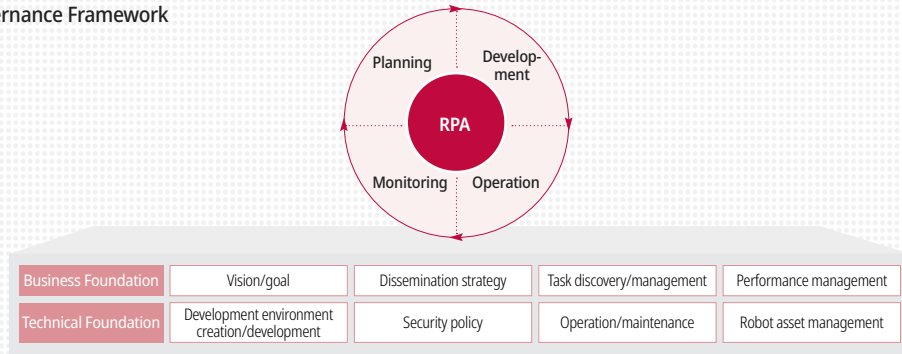 ernance Framework
Planning
Develop-
ment
RPA
Monitoring
Operation
Business Foundation
Vision/goal
Dissemination strategy
Task discovery/management
Performance management
Technical Foundation
Development environment
creation/development
Security policy
Operation/maintenance
Robot asset management